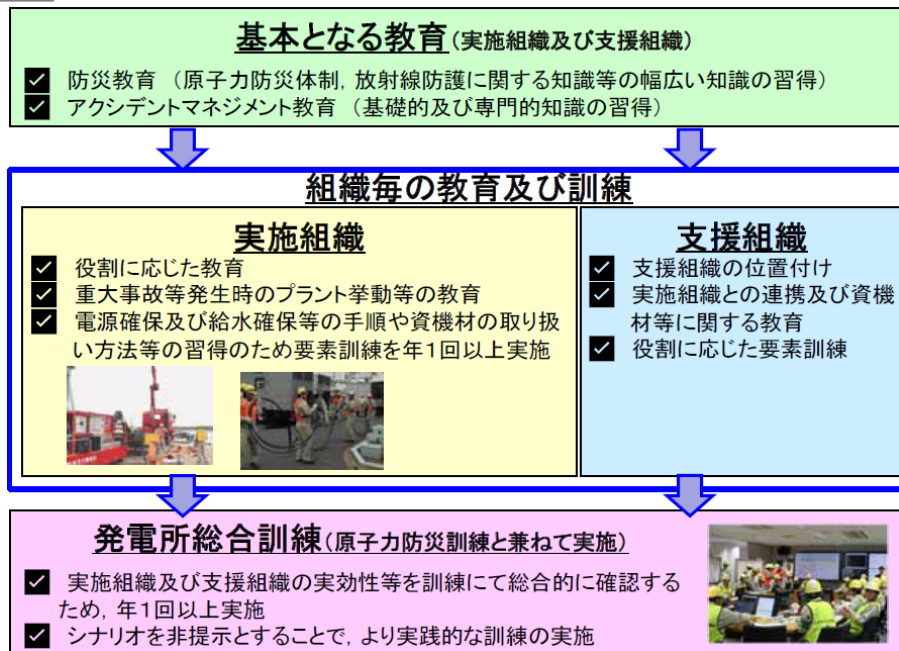 基本となる教育(実施組織及び支援組織)
防災教育 (原子力防災体制, 放射線防護に関する知識等の幅広い知識の習得)
アクシデントマネジメント教育 (基礎的及び専門的知識の習得)
組織毎の教育及び訓練
実施組織
役割に応じた教育
重大事故等発生時のプラント挙動等の教育
電源確保及び給水確保等の手順や資機材の取り扱
い方法等の習得のため要素訓練を年1回以上実施
支援組織
支援組織の位置付け
実施組織との連携及び資機
材等に関する教育
役割に応じた要素訓練
発電所総合訓練(原子力防災訓練と兼ねて実施)
実施組織及び支援組織の実効性等を訓練にて総合的に確認する
ため, 年1回以上実施
シナリオを非提示とすることで, より実践的な訓練の実施